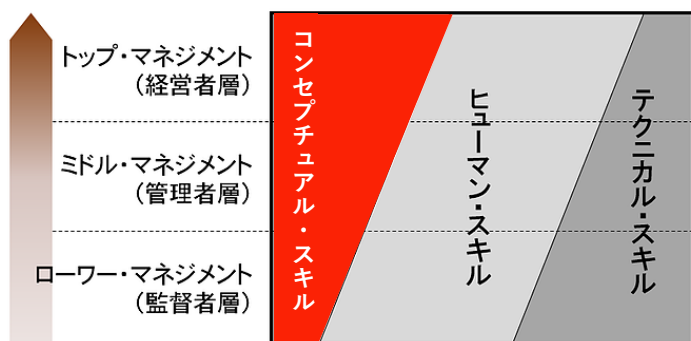 トップ・マネジメント
（経営者層）
ミドル・マネジメント
（管理者層）
ローワー・マネジメント
（監督者層）
コンセプチュアル・スキル
ヒューマン・スキル
テクニカル・スキル